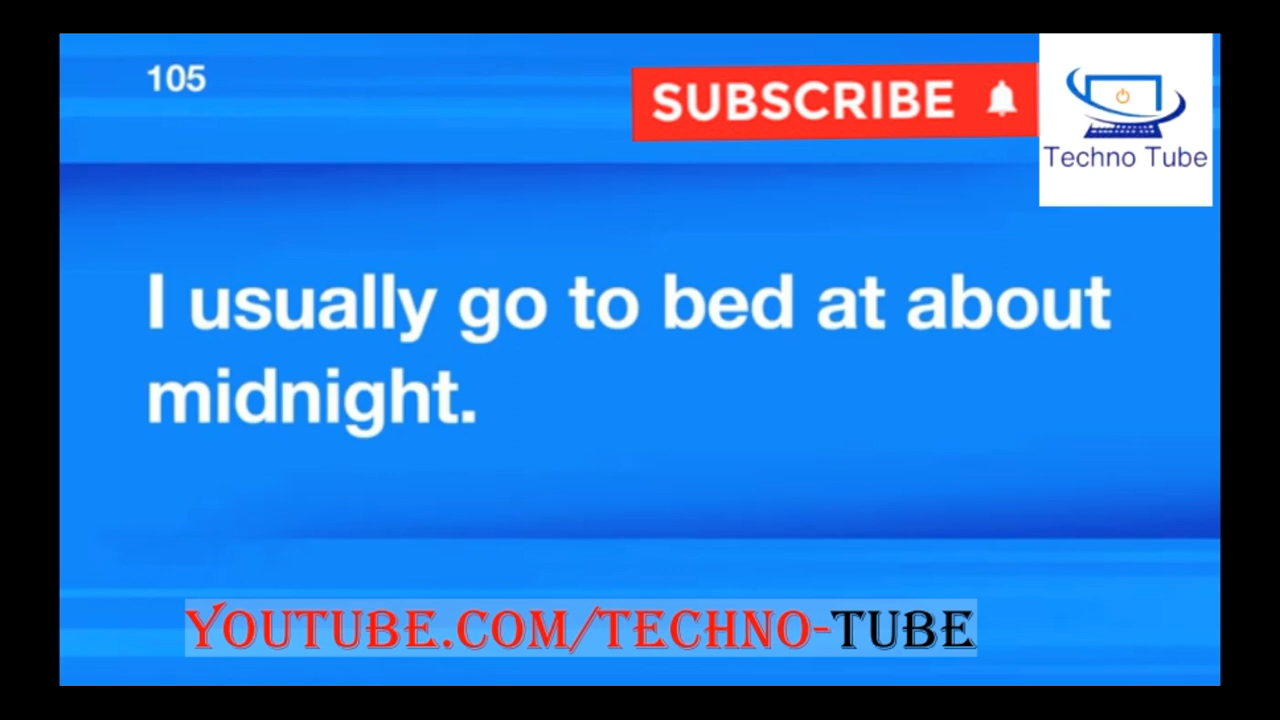 105
SUBSCRIBE
Techno Tube
I usually go to bed at about
midnight.
YOUTUBE.COM/TECHNO-TUBE